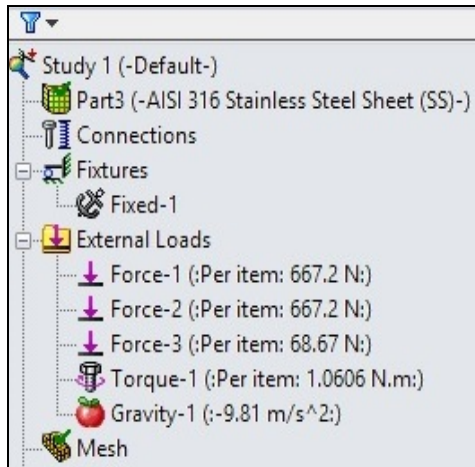 Study 1 (-Default-)
Part3 (-AISI 316 Stainless Steel Sheet (SS)-)
Connections
Fixtures
Fixed-1
External Loads
Force-1 (:Per item: 667.2 N:)
Force-2 (:Per item: 667.2 N:)
Force-3 (:Per item: 68.67 N:)
Torque-1 (:Per item: 1.0606 N.m:)
Gravity-1 (:-9.81 m/s^2:)
Mesh